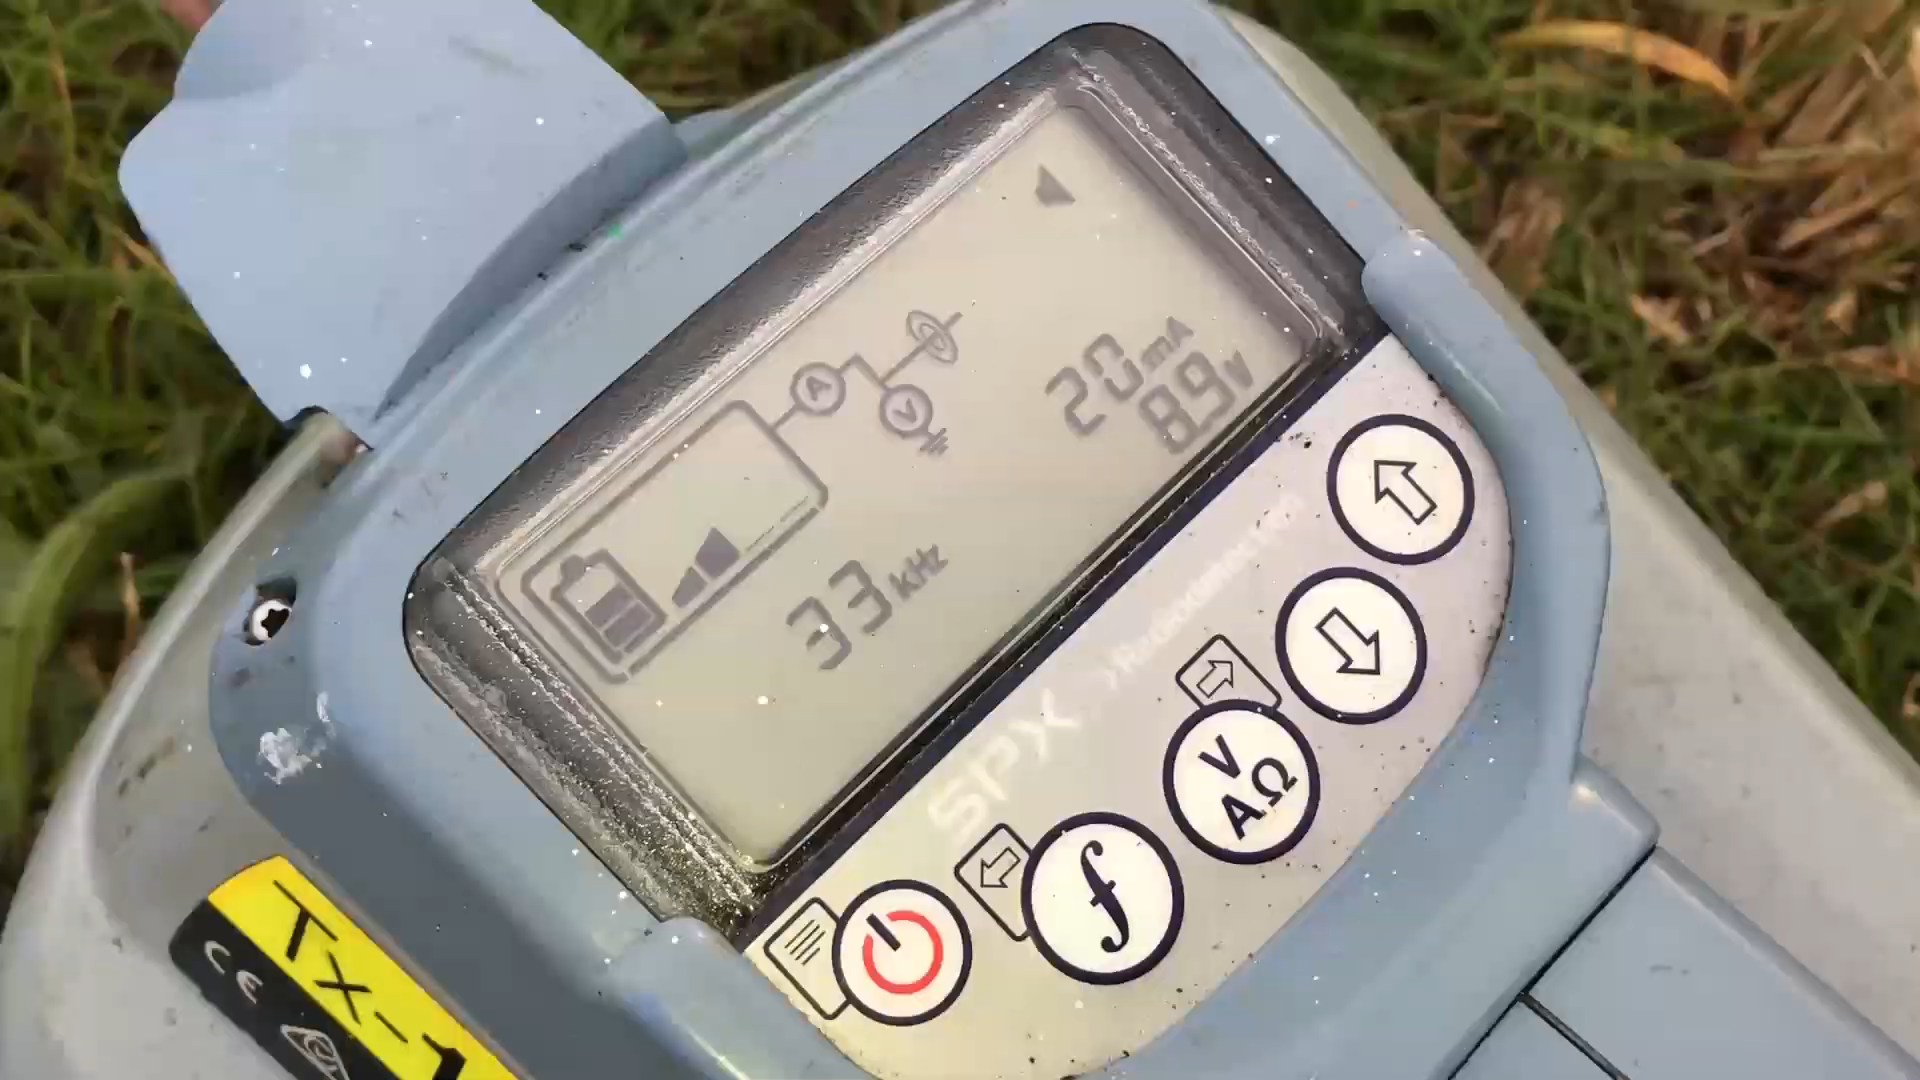 A
V
20mA
89V
33kHz
SPX
Radiodetection
V
AΩ
f
TX-1
CE